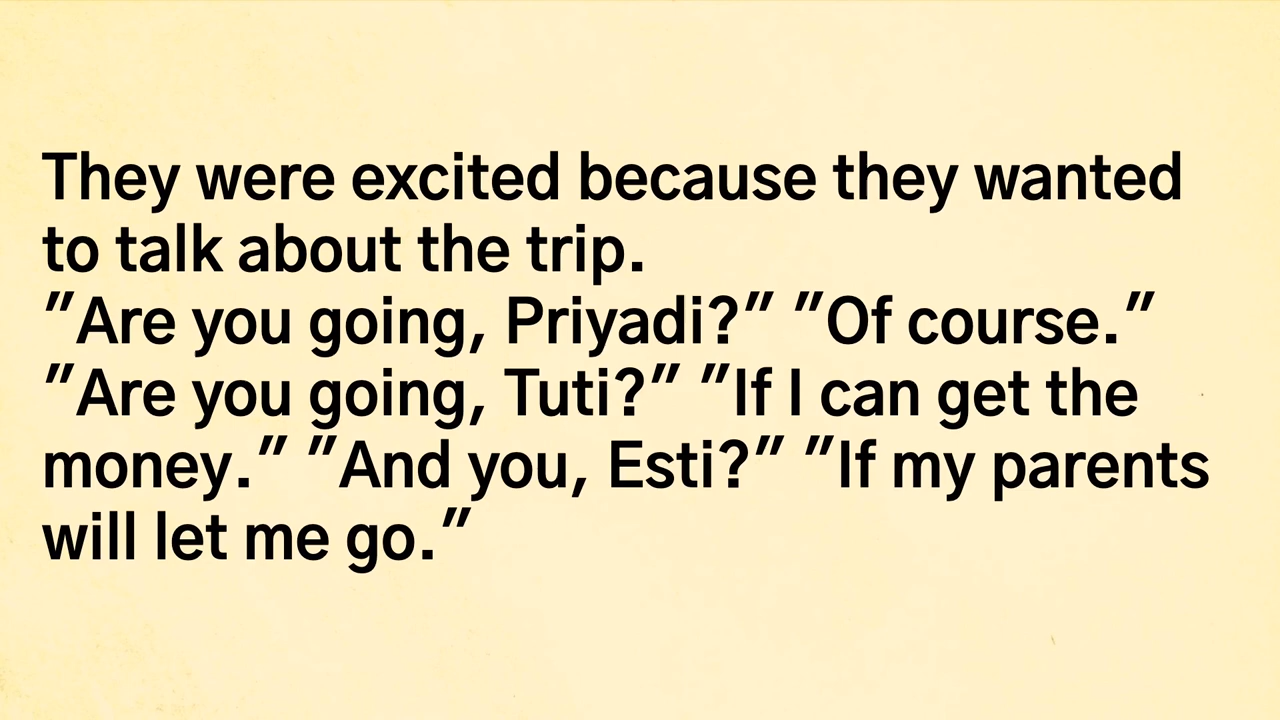 They were excited because they wanted
to talk about the trip.
"Are you going, Priyadi?" "Of course."
"Are you going, Tuti?" "If I can get the
money." "And you, Esti?" "If my parents
will let me go."